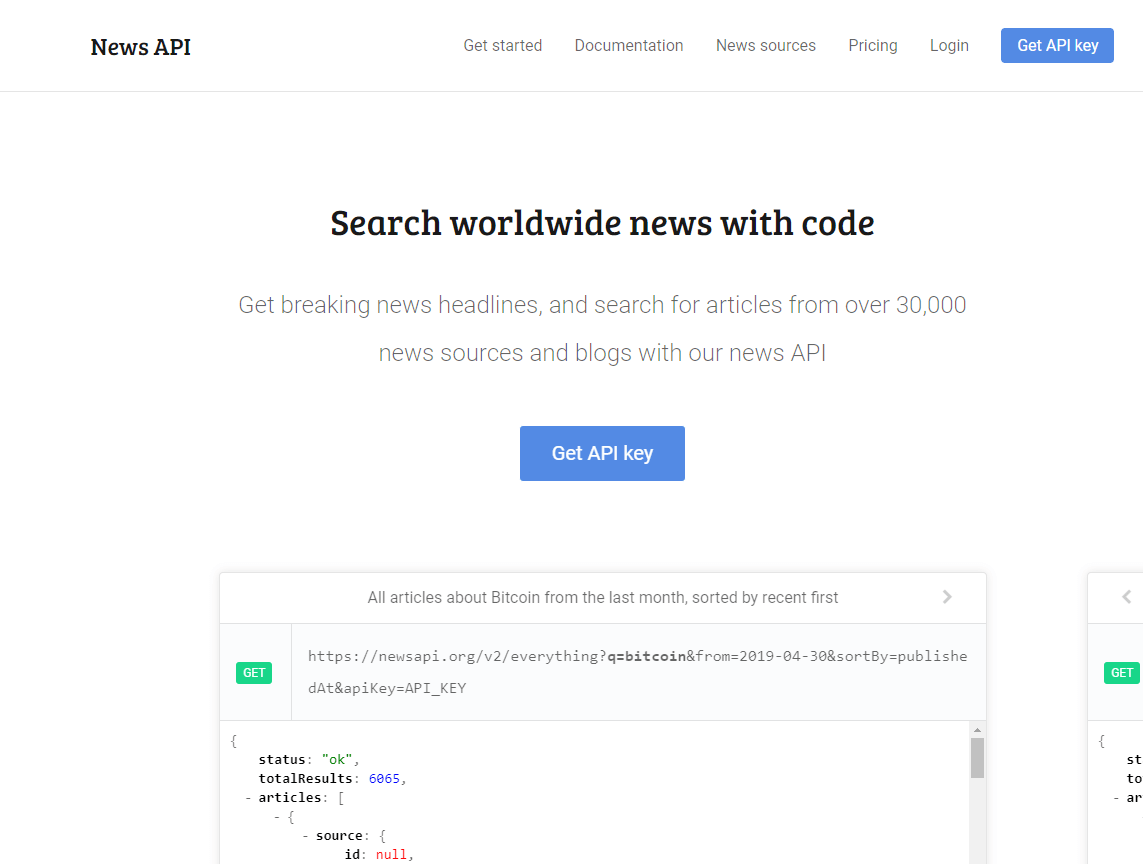 News API
Get started
Documentation
News sources
Pricing
Login
Get API key
Search worldwide news with code
Get breaking news headlines, and search for articles from over 30,000
news sources and blogs with our news API
Get API key
All articles about Bitcoin from the last month, sorted by recent first
GET
https://newsapi.org/v2/everything?q=bitcoin&from=2019-04-30&sortBy=publishe
dAt&apiKey=API_KEY
{
status: "ok",
totalResults: 6065,
- articles: [
- {
- source: {
id: null,
GET
{
st
to
- ar